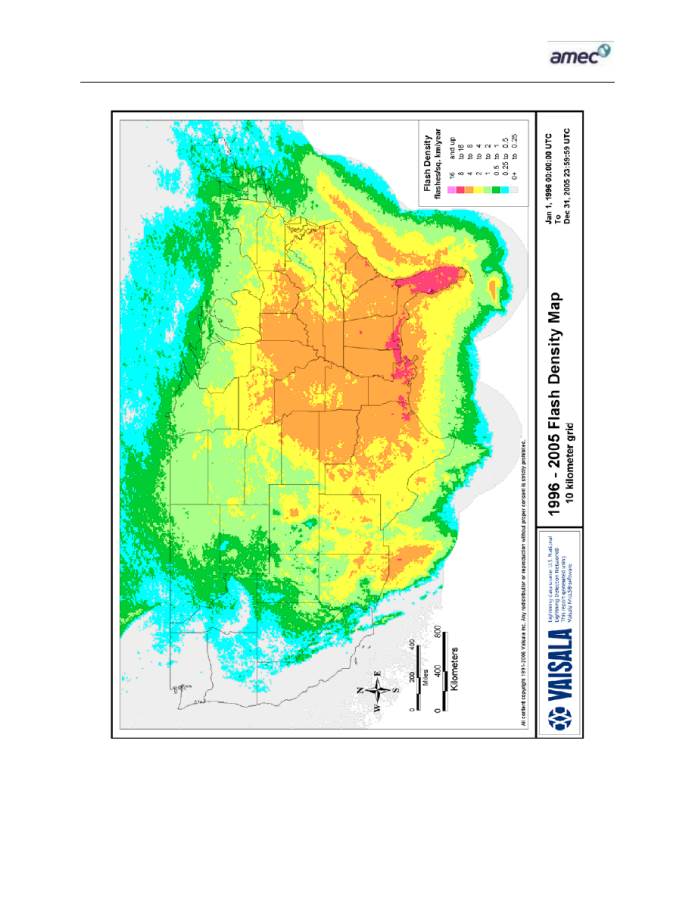 amec
Flash Density
flashes/sq. km/year
16 and up
8 to 16
4 to 8
2 to 4
1 to 2
0.5 to 1
0.25 to 0.5
0+ to 0.25
N
W E
S
0 200 400
Miles
0 400 800
Kilometers
All content copyright 1991-2006 Vaisala Inc. Any redistribution or reproduction without proper consent is strictly prohibited.
VAISALA
Lightning Data source: U.S. National
Lightning Detection Network®
1996 - 2005 Flash Density Map
10 kilometer grid
Jan 1, 1996 00:00:00 UTC
To
Dec 31, 2005 23:59:59 UTC